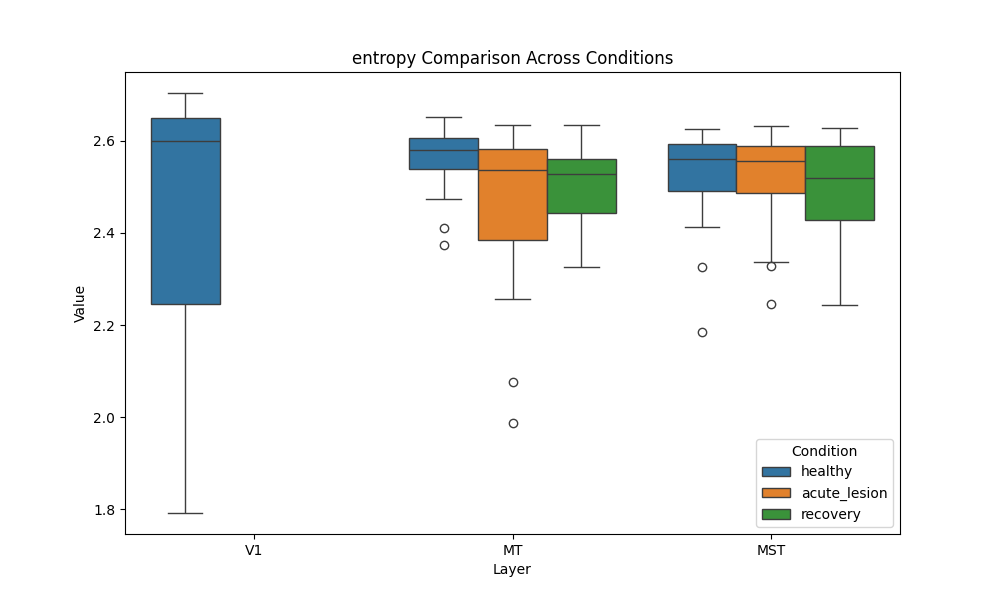 entropy Comparison Across Conditions
Value
2.6
2.4
2.2
2.0
1.8
V1
MT
MST
Layer
Condition
healthy
acute_lesion
recovery